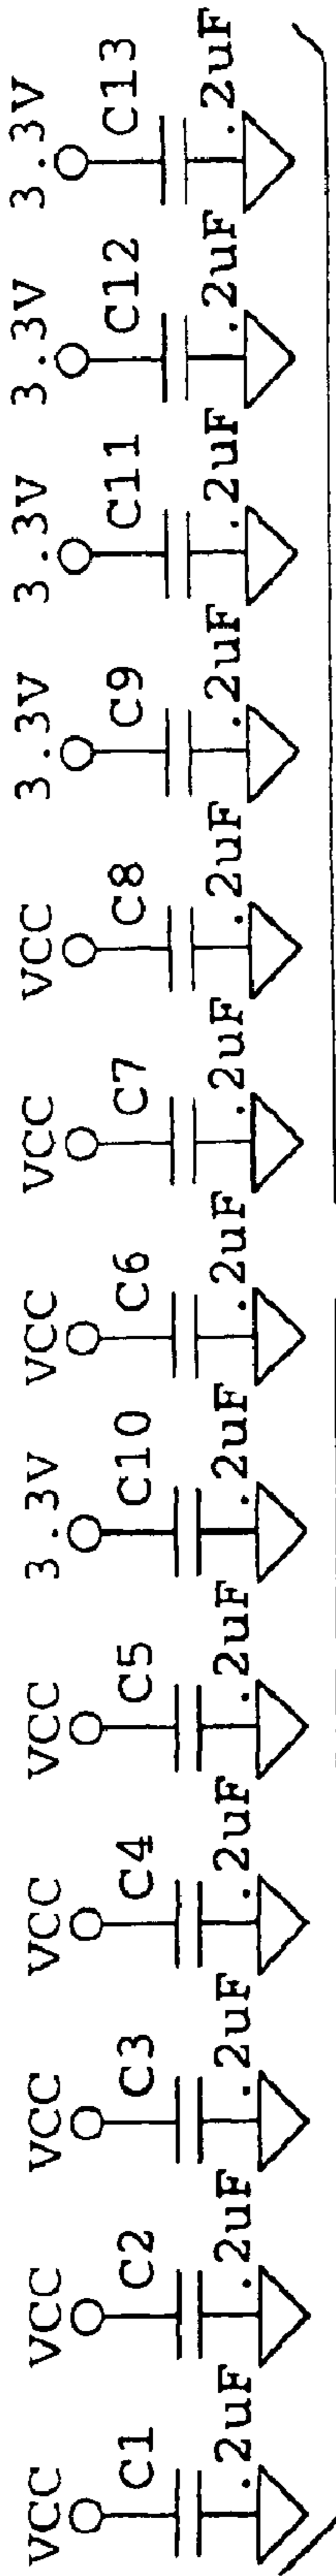 VCC VCC VCC VCC VCC 3.3V VCC VCC VCC 3.3V 3.3V 3.3V 3.3V
C1 C2 C3 C4 C5 C10 C6 C7 C8 C9 C11 C12 C13
.2uF .2uF .2uF .2uF .2uF .2uF .2uF .2uF .2uF .2uF .2uF .2uF .2uF